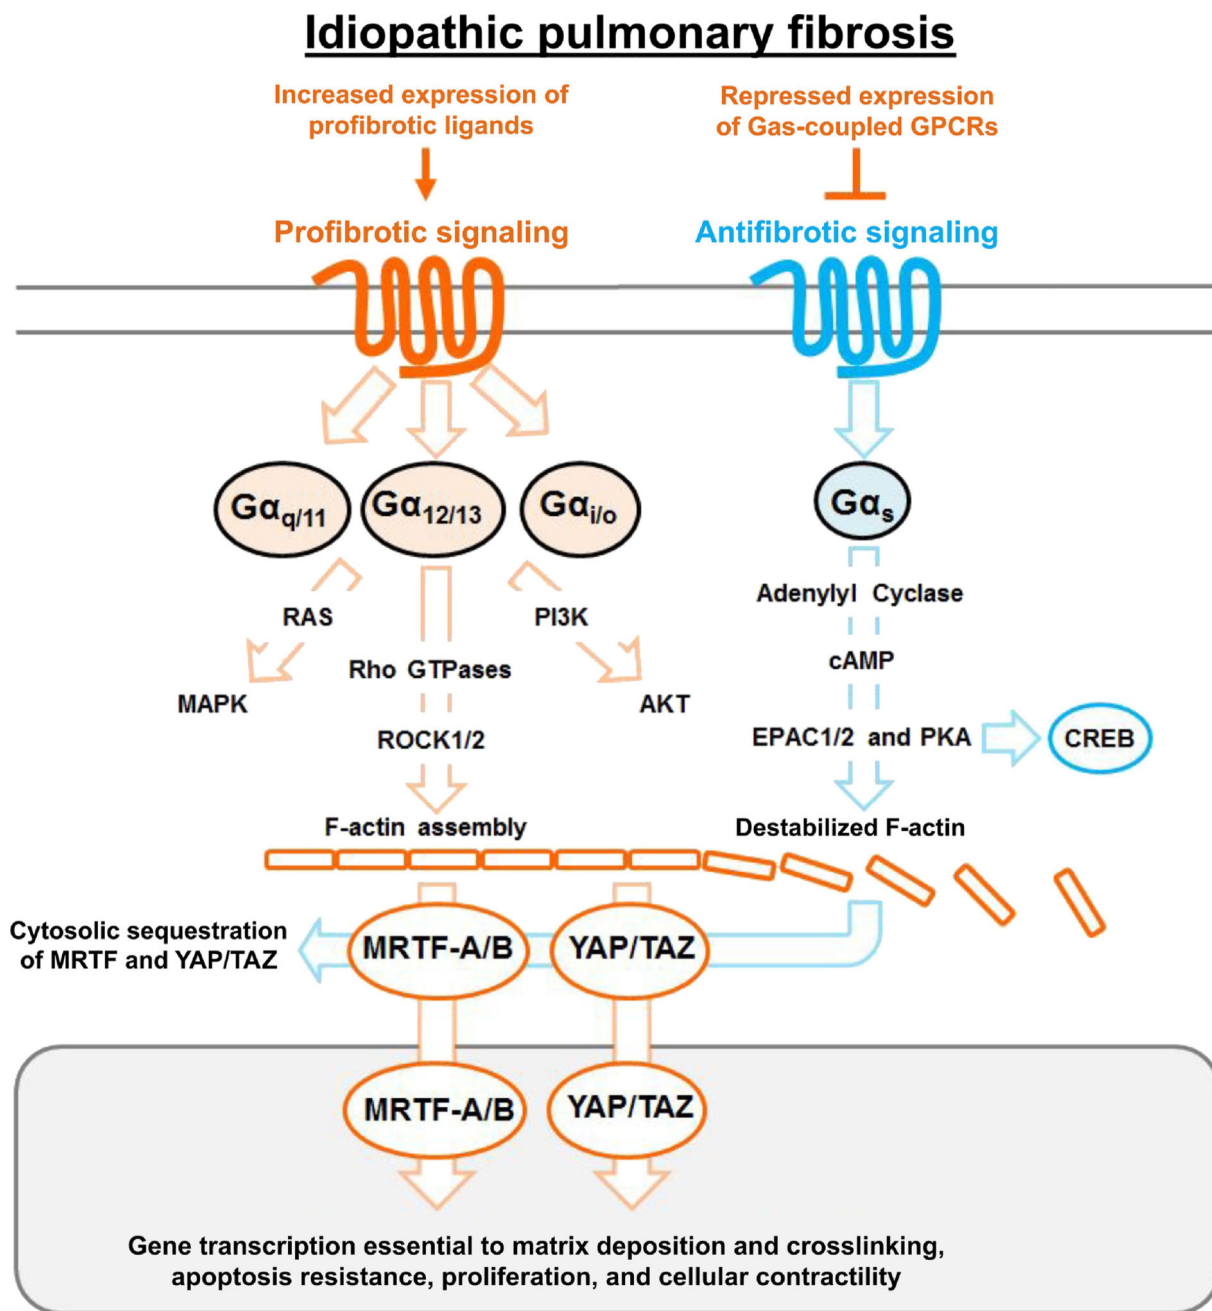 Idiopathic pulmonary fibrosis
Increased expression of
profibrotic ligands
Repressed expression
of Gas-coupled GPCRs
Profibrotic signaling
Antifibrotic signaling
Gαq/11
Gα12/13
Gαi/o
Gαs
RAS
MAPK
Rho GTPases
ROCK1/2
PI3K
AKT
Adenylyl Cyclase
cAMP
EPAC1/2 and PKA
CREB
F-actin assembly
Destabilized F-actin
Cytosolic sequestration
of MRTF and YAP/TAZ
MRTF-A/B
YAP/TAZ
MRTF-A/B
YAP/TAZ
Gene transcription essential to matrix deposition and crosslinking,
apoptosis resistance, proliferation, and cellular contractility